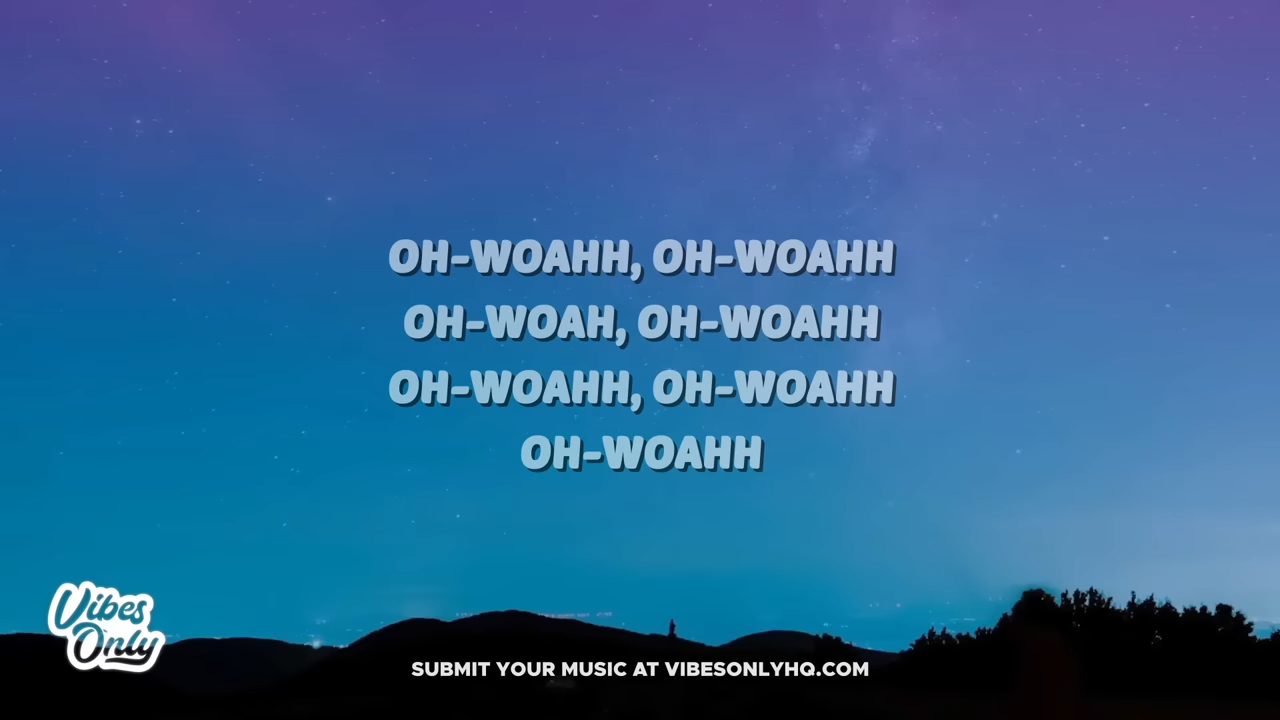 OH-WOAHH, OH-WOAHH
OH-WOAH, OH-WOAHH
OH-WOAHH, OH-WOAHH
OH-WOAHH
Vibes
Only
SUBMIT YOUR MUSIC AT VIBESONLYHQ.COM